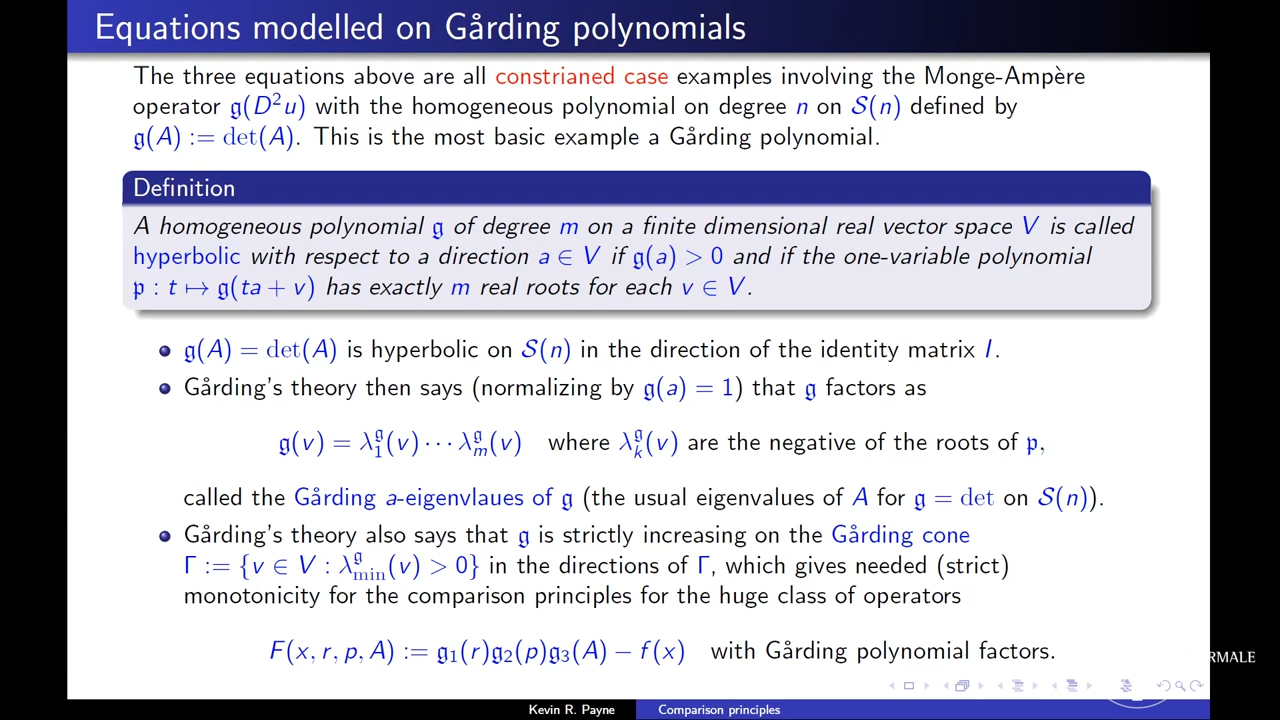 Equations modelled on Gårding polynomials
The three equations above are all constrianed case examples involving the Monge-Ampère
operator 𝔤(D²u) with the homogeneous polynomial on degree n on 𝒮(n) defined by
𝔤(A) := det(A). This is the most basic example a Gårding polynomial.
Definition
A homogeneous polynomial 𝔤 of degree m on a finite dimensional real vector space V is called
hyperbolic with respect to a direction a ∈ V if 𝔤(a) > 0 and if the one-variable polynomial
𝔭 : t ↦ 𝔤(ta + v) has exactly m real roots for each v ∈ V.
𝔤(A) = det(A) is hyperbolic on 𝒮(n) in the direction of the identity matrix I.
Gårding's theory then says (normalizing by 𝔤(a) = 1) that 𝔤 factors as
𝔤(v) = λ₁^𝔤(v) ··· λₘ^𝔤(v) where λₖ^𝔤(v) are the negative of the roots of 𝔭,
called the Gårding a-eigenvlaues of 𝔤 (the usual eigenvalues of A for 𝔤 = det on 𝒮(n)).
Gårding's theory also says that 𝔤 is strictly increasing on the Gårding cone
Γ := {v ∈ V : λ_min^𝔤(v) > 0} in the directions of Γ, which gives needed (strict)
monotonicity for the comparison principles for the huge class of operators
F(x, r, p, A) := 𝔤₁(r)𝔤₂(p)𝔤₃(A) − f(x) with Gårding polynomial factors.
RMALE
Kevin R. Payne Comparison principles